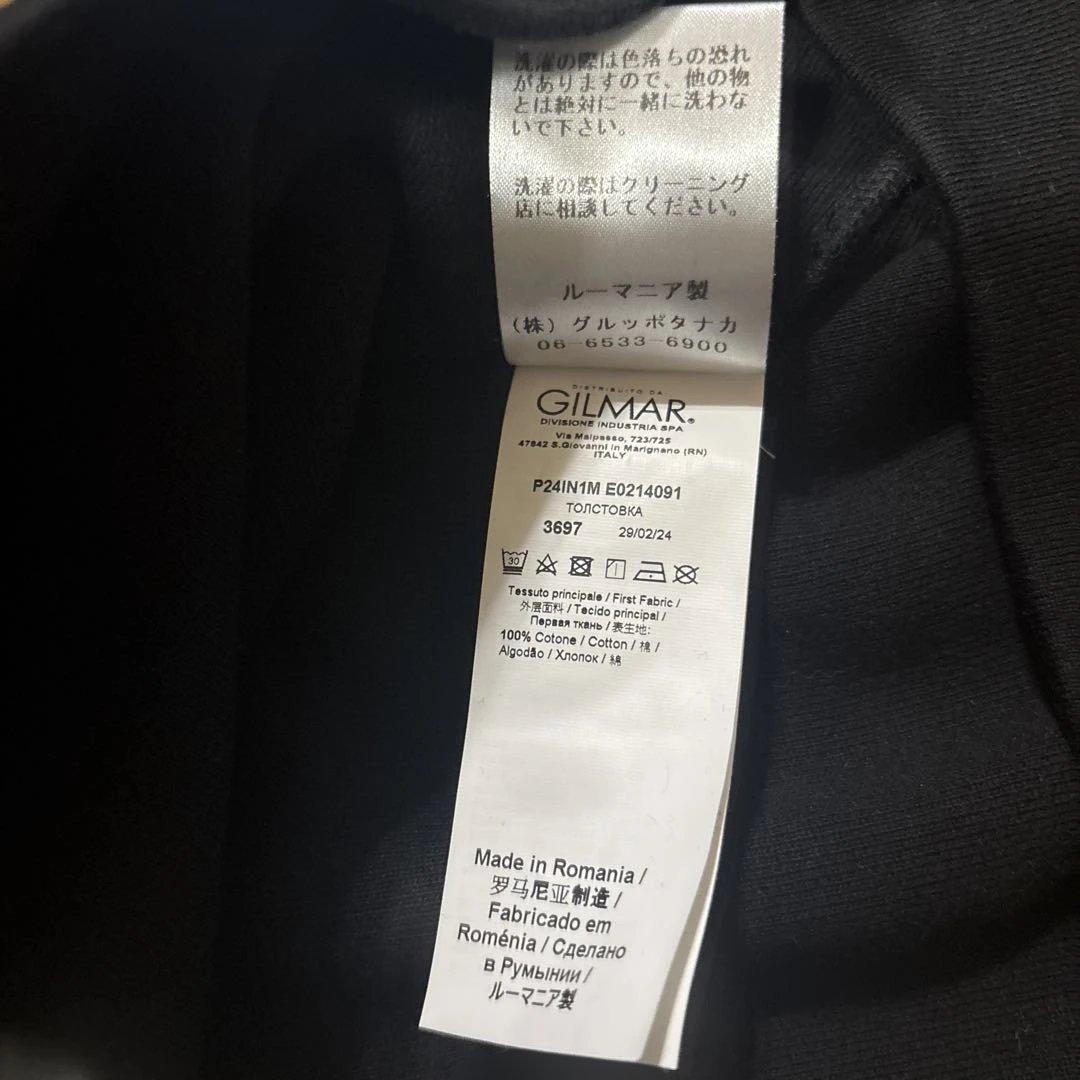 洗濯の際は色落ちの恐れ
がありますので、他の物
とは絶対に一緒に洗わな
いで下さい。
洗濯の際はクリーニング
店に相談してください。
ルーマニア製
(株)グルッポタナカ
06-6533-6900
DISTRIBUITO DA
GILMAR®
DIVISIONE INDUSTRIA SPA
Via Malpasso, 723/725
47842 S.Giovanni in Marignano (RN)
ITALY
P24IN1M E0214091
ТОЛСТОВКА
3697 29/02/24
30
Tessuto principale / First Fabric /
外层面料 / Tecido principal /
Первая ткань / 表生地:
100% Cotone / Cotton / 棉 /
Algodão / Хлопок / 綿
Made in Romania /
罗马尼亚制造 /
Fabricado em
Roménia / Сделано
в Румынии /
ルーマニア製